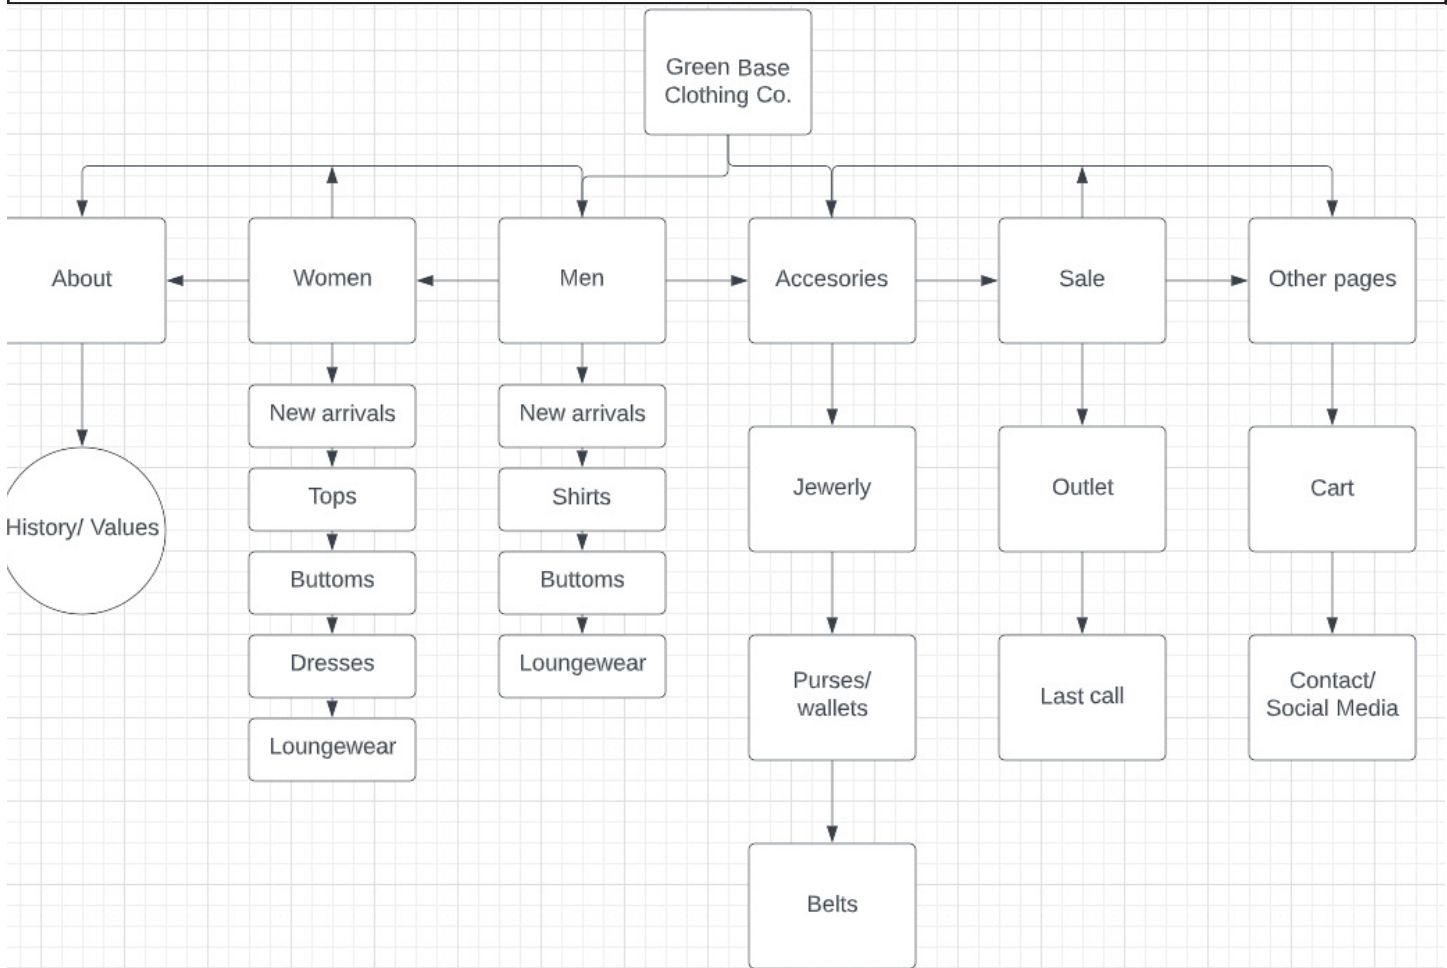 Green Base
Clothing Co.
About
Women
Men
Accesories
Sale
Other pages
New arrivals
New arrivals
Tops
Shirts
Jewerly
Outlet
Cart
History/ Values
Buttoms
Buttoms
Dresses
Loungewear
Purses/
wallets
Last call
Contact/
Social Media
Loungewear
Belts